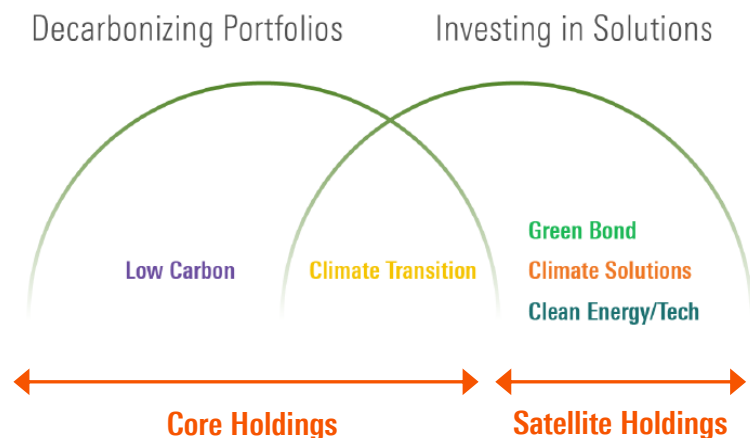 Decarbonizing Portfolios
Investing in Solutions
Low Carbon
Climate Transition
Green Bond
Climate Solutions
Clean Energy/Tech
Core Holdings
Satellite Holdings